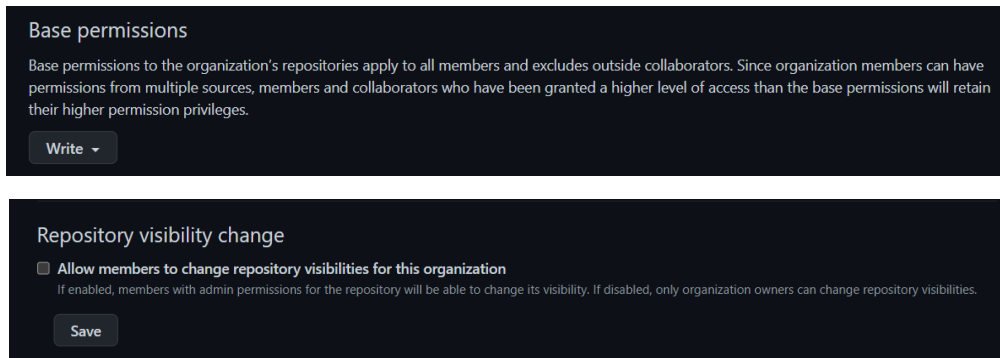 Base permissions
Base permissions to the organization's repositories apply to all members and excludes outside collaborators. Since organization members can have
permissions from multiple sources, members and collaborators who have been granted a higher level of access than the base permissions will retain
their higher permission privileges.
Write
Repository visibility change
Allow members to change repository visibilities for this organization
If enabled, members with admin permissions for the repository will be able to change its visibility. If disabled, only organization owners can change repository visibilities.
Save